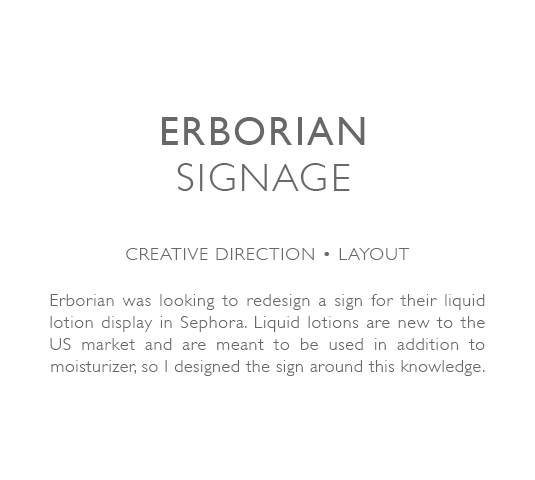 ERBORIAN
SIGNAGE
CREATIVE DIRECTION • LAYOUT
Erborian was looking to redesign a sign for their liquid
lotion display in Sephora. Liquid lotions are new to the
US market and are meant to be used in addition to
moisturizer, so I designed the sign around this knowledge.